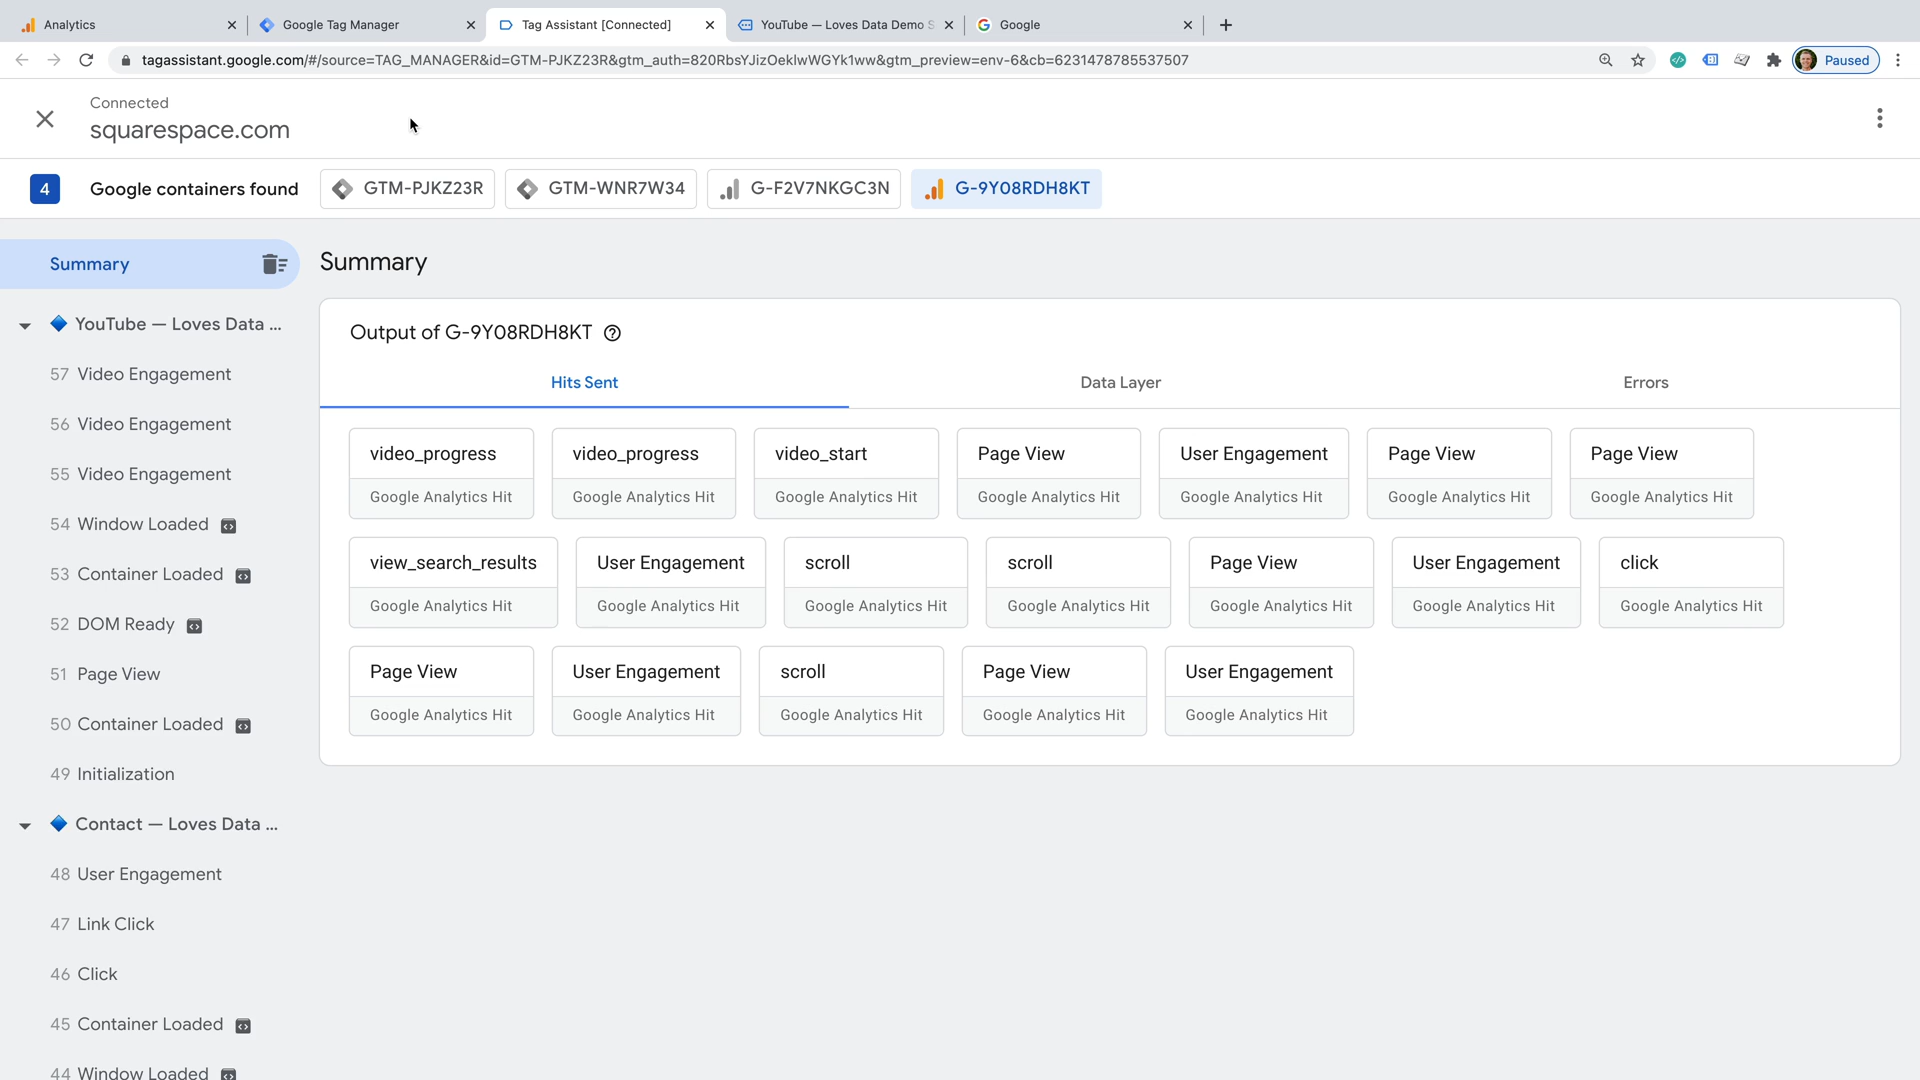 Analytics
Google Tag Manager
Tag Assistant [Connected]
YouTube — Loves Data Demo S
Google
tagassistant.google.com/#/source=TAG_MANAGER&id=GTM-PJKZ23R&gtm_auth=820RbsYJizOeklwWGYk1ww&gtm_preview=env-6&cb=6231478785537507
Paused
Connected
squarespace.com
4
Google containers found
GTM-PJKZ23R
GTM-WNR7W34
G-F2V7NKGC3N
G-9Y08RDH8KT
Summary
YouTube — Loves Data ...
57 Video Engagement
56 Video Engagement
55 Video Engagement
54 Window Loaded
53 Container Loaded
52 DOM Ready
51 Page View
50 Container Loaded
49 Initialization
Contact — Loves Data ...
48 User Engagement
47 Link Click
46 Click
45 Container Loaded
44 Window Loaded
Summary
Output of G-9Y08RDH8KT
Hits Sent
Data Layer
Errors
video_progress
Google Analytics Hit
video_progress
Google Analytics Hit
video_start
Google Analytics Hit
Page View
Google Analytics Hit
User Engagement
Google Analytics Hit
Page View
Google Analytics Hit
Page View
Google Analytics Hit
view_search_results
Google Analytics Hit
User Engagement
Google Analytics Hit
scroll
Google Analytics Hit
scroll
Google Analytics Hit
Page View
Google Analytics Hit
User Engagement
Google Analytics Hit
click
Google Analytics Hit
Page View
Google Analytics Hit
User Engagement
Google Analytics Hit
scroll
Google Analytics Hit
Page View
Google Analytics Hit
User Engagement
Google Analytics Hit